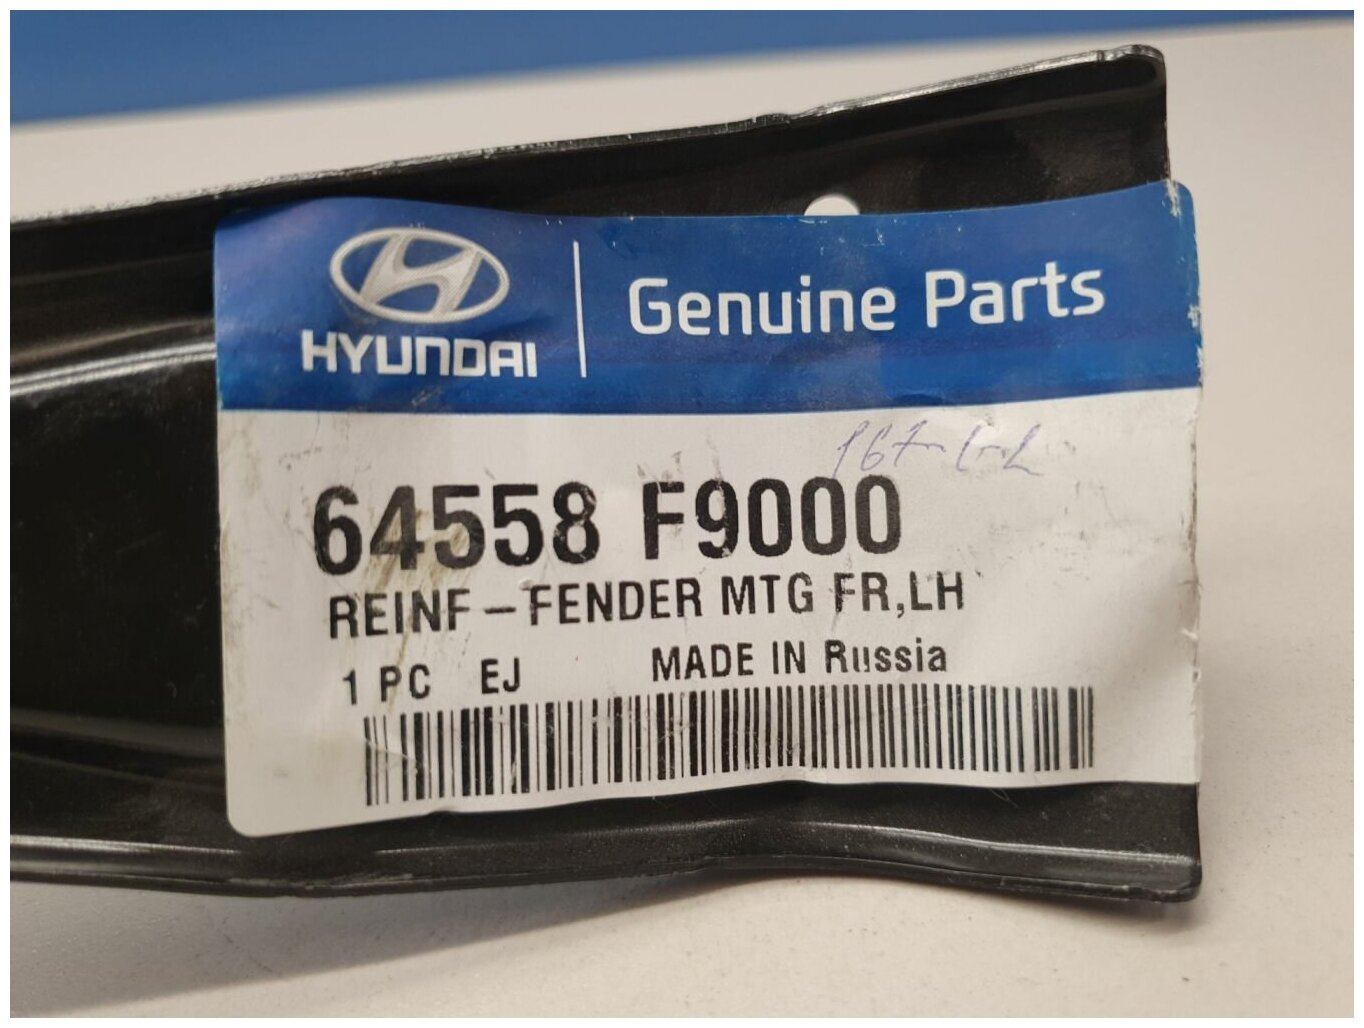 HYUNDAI
Genuine Parts
64558 F9000
REINF-FENDER MTG FR,LH
1 PC EJ MADE IN Russia